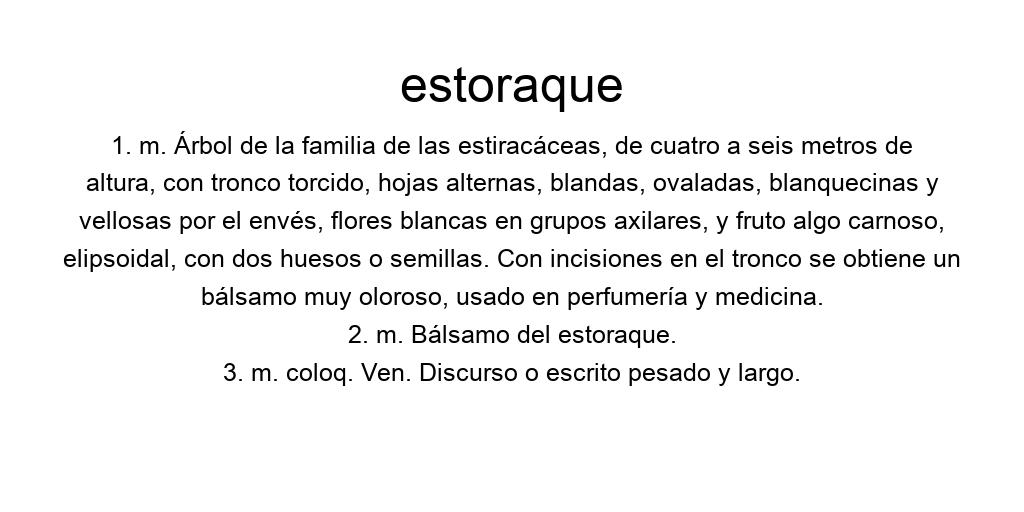 estoraque
1. m. Árbol de la familia de las estiracáceas, de cuatro a seis metros de
altura, con tronco torcido, hojas alternas, blandas, ovaladas, blanquecinas y
vellosas por el envés, flores blancas en grupos axilares, y fruto algo carnoso,
elipsoidal, con dos huesos o semillas. Con incisiones en el tronco se obtiene un
bálsamo muy oloroso, usado en perfumería y medicina.
2. m. Bálsamo del estoraque.
3. m. coloq. Ven. Discurso o escrito pesado y largo.